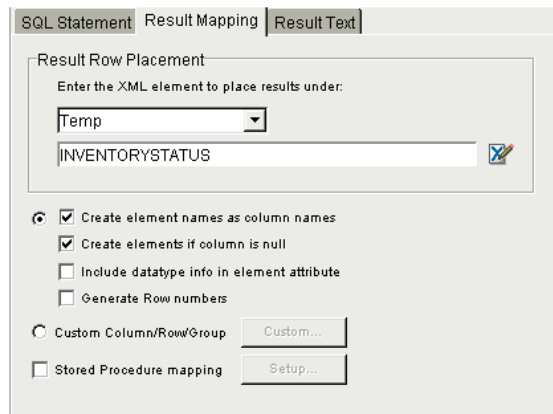 SQL Statement Result Mapping Result Text
Result Row Placement
Enter the XML element to place results under:
Temp
INVENTORYSTATUS
Create element names as column names
Create elements if column is null
Include datatype info in element attribute
Generate Row numbers
Custom Column/Row/Group Custom...
Stored Procedure mapping Setup...